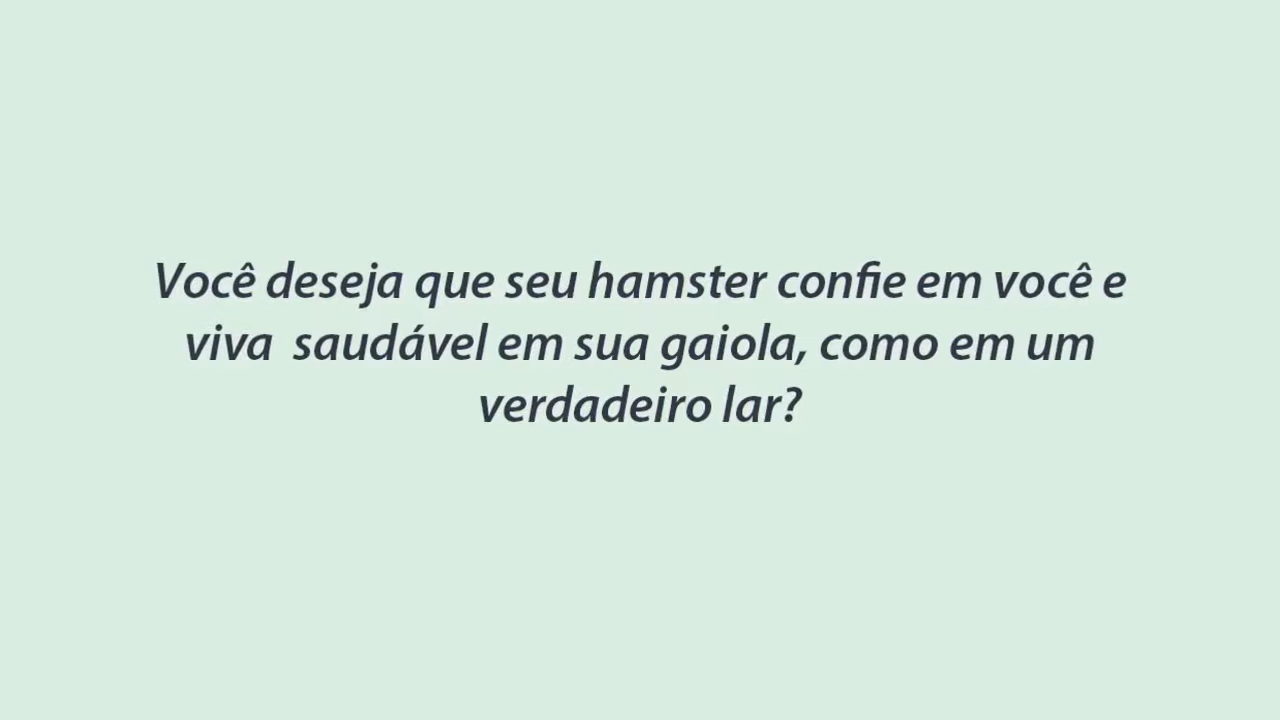 Você deseja que seu hamster confie em você e
viva  saudável em sua gaiola, como em um
verdadeiro lar?